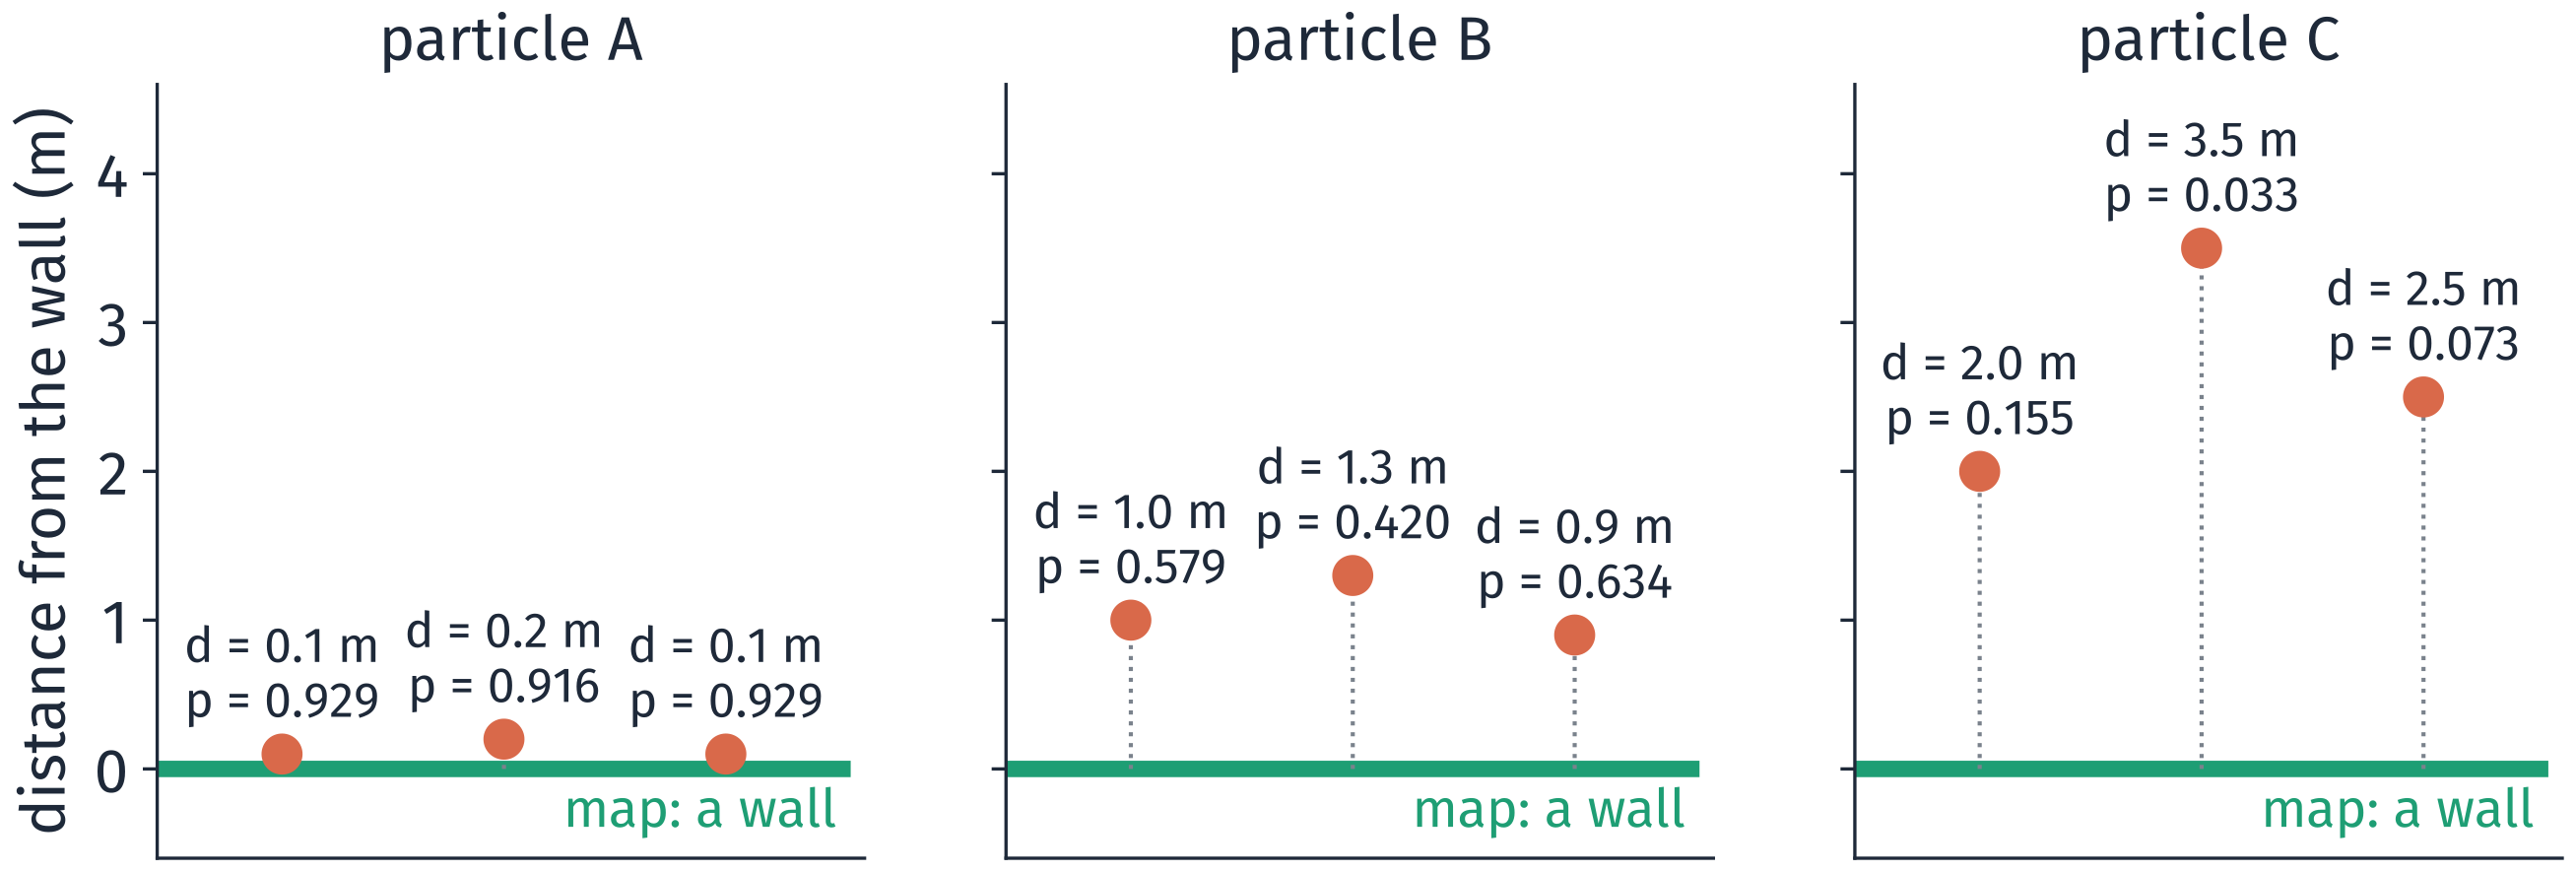 particle A
particle B
particle C
distance from the wall (m)
4
3
2
1
0
d = 0.1 m
p = 0.929
d = 0.2 m
p = 0.916
d = 0.1 m
p = 0.929
map: a wall
d = 1.0 m
p = 0.579
d = 1.3 m
p = 0.420
d = 0.9 m
p = 0.634
map: a wall
d = 2.0 m
p = 0.155
d = 3.5 m
p = 0.033
d = 2.5 m
p = 0.073
map: a wall